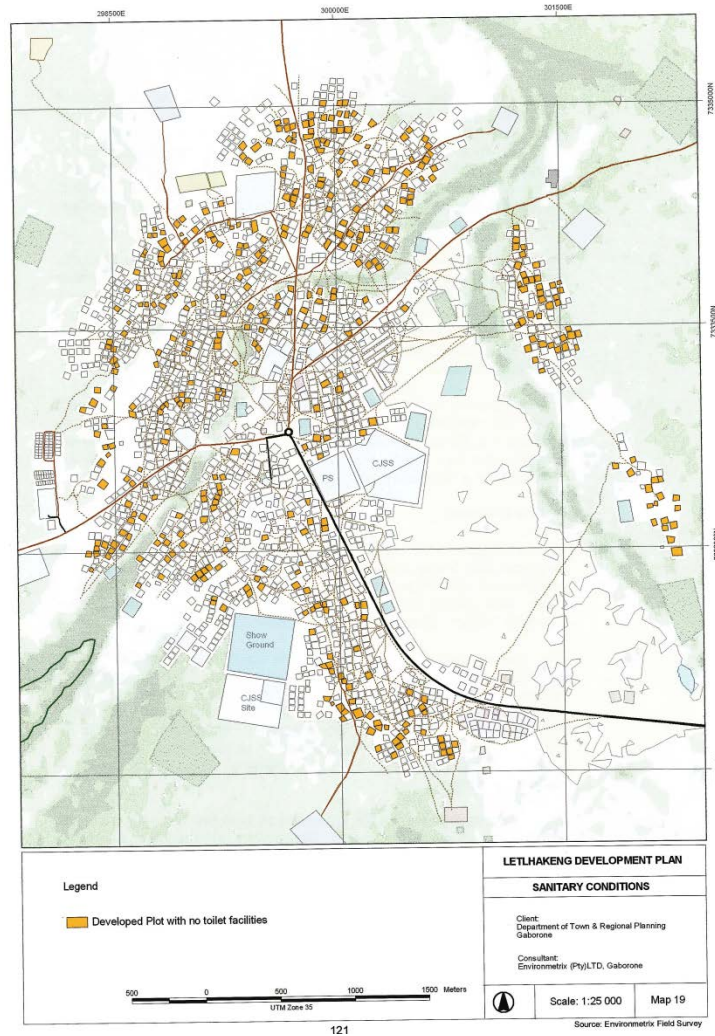 298500E
300000E
301500E
7335000N
7333500N
PS
CJSS
Show
Ground
CJSS
Site
Legend
Developed Plot with no toilet facilities
500 0 500 1000 1500 Meters
UTM Zone 35
LETLHAKENG DEVELOPMENT PLAN
SANITARY CONDITIONS
Client:
Department of Town & Regional Planning
Gaborone
Consultant:
Environmetrix (Pty)LTD, Gaborone
Scale: 1:25 000
Map 19
121
Source: Environmetrix Field Survey